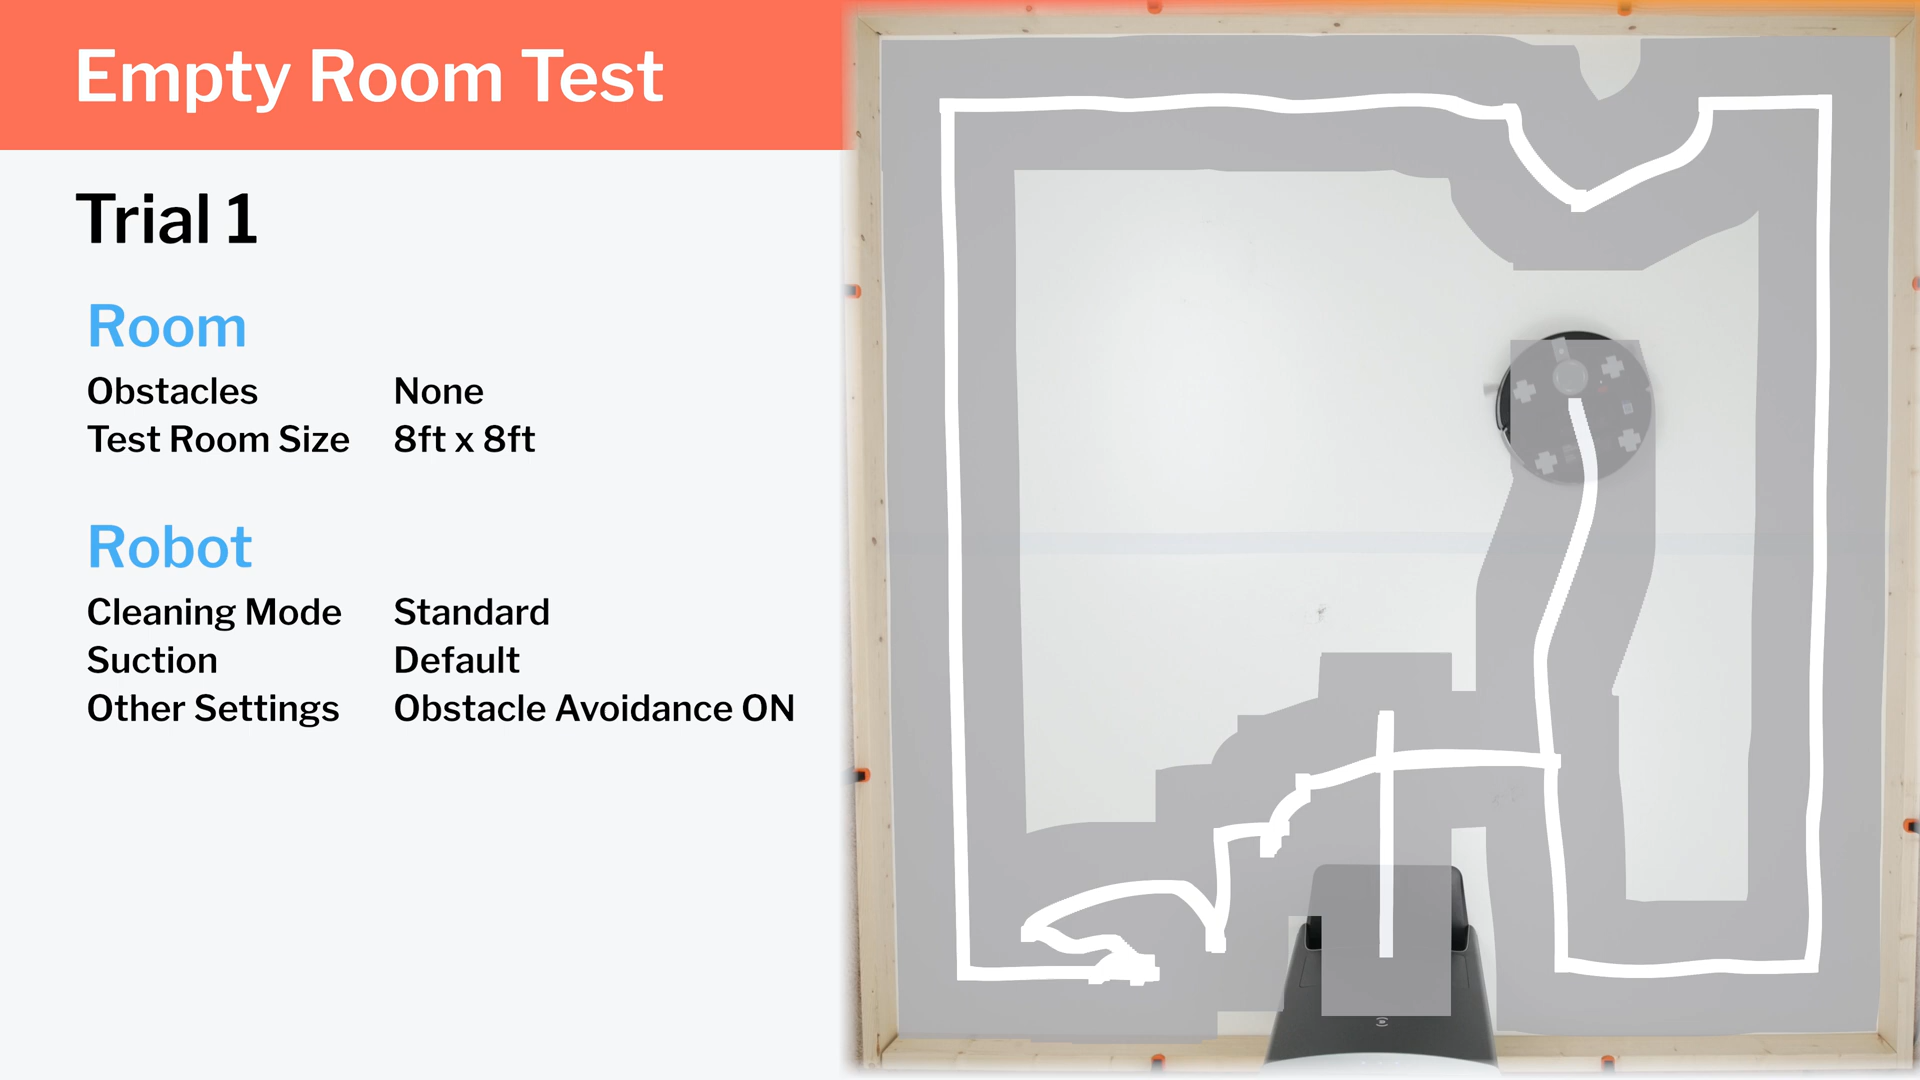 Empty Room Test
Trial 1
Room
Obstacles None
Test Room Size 8ft x 8ft
Robot
Cleaning Mode Standard
Suction Default
Other Settings Obstacle Avoidance ON